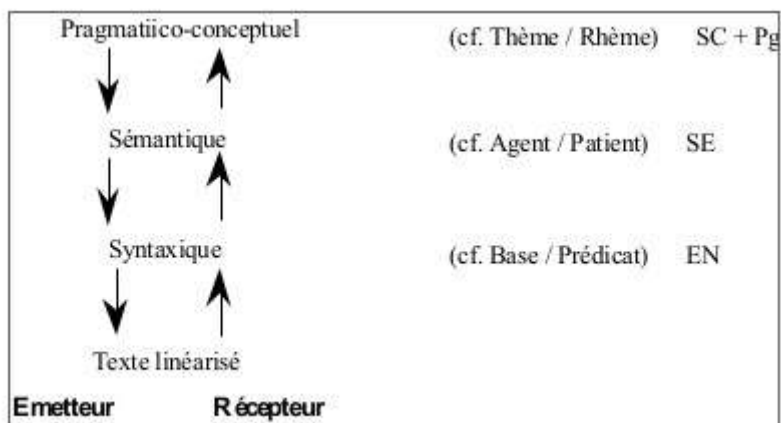 Pragmatiico-conceptuel (cf. Thème / Rhème) SC + Pg
Sémantique (cf. Agent / Patient) SE
Syntaxique (cf. Base / Prédicat) EN
Texte linéarisé
Emetteur Récepteur